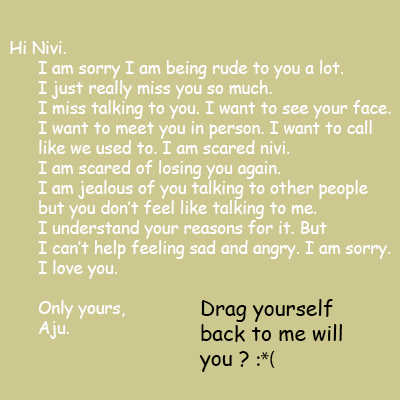 Hi Nivi.
I am sorry I am being rude to you a lot.
I just really miss you so much.
I miss talking to you. I want to see your face.
I want to meet you in person. I want to call
like we used to. I am scared nivi.
I am scared of losing you again.
I am jealous of you talking to other people
but you don't feel like talking to me.
I understand your reasons for it. But
I can't help feeling sad and angry. I am sorry.
I love you.
Only yours,
Aju.
Drag yourself
back to me will
you ? :*(